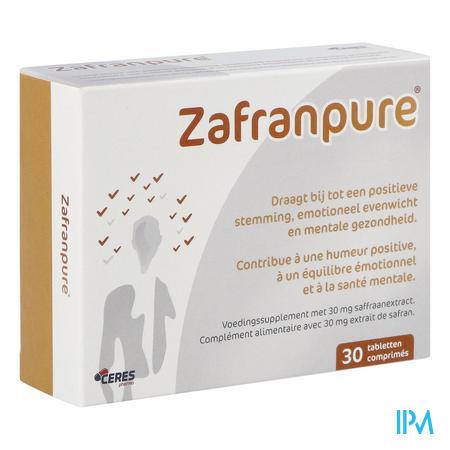 Zafranpure
Zafranpure®
Draagt bij tot een positieve
stemming, emotioneel evenwicht
en mentale gezondheid.
Contribue à une humeur positive,
à un équilibre émotionnel
et à la santé mentale.
Voedingssupplement met 30 mg saffraanextract.
Complément alimentaire avec 30 mg extrait de safran.
30 tabletten
comprimés
CERES
pharma
Zafranpure
IPM